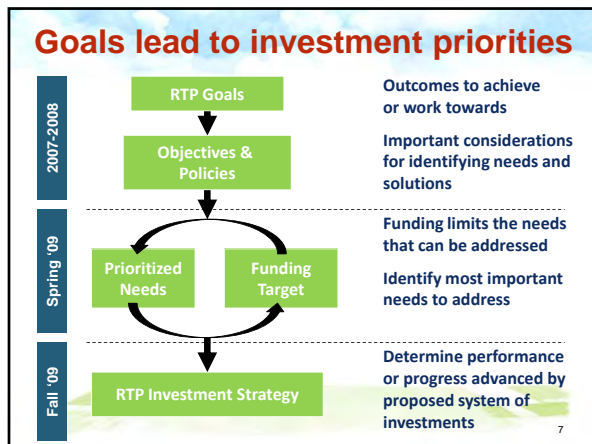 Goals lead to investment priorities
2007-2008
RTP Goals
Outcomes to achieve
or work towards
Objectives &
Policies
Important considerations
for identifying needs and
solutions
Spring ‘09
Prioritized
Needs
Funding
Target
Funding limits the needs
that can be addressed
Identify most important
needs to address
Fall ‘09
RTP Investment Strategy
Determine performance
or progress advanced by
proposed system of
investments
7